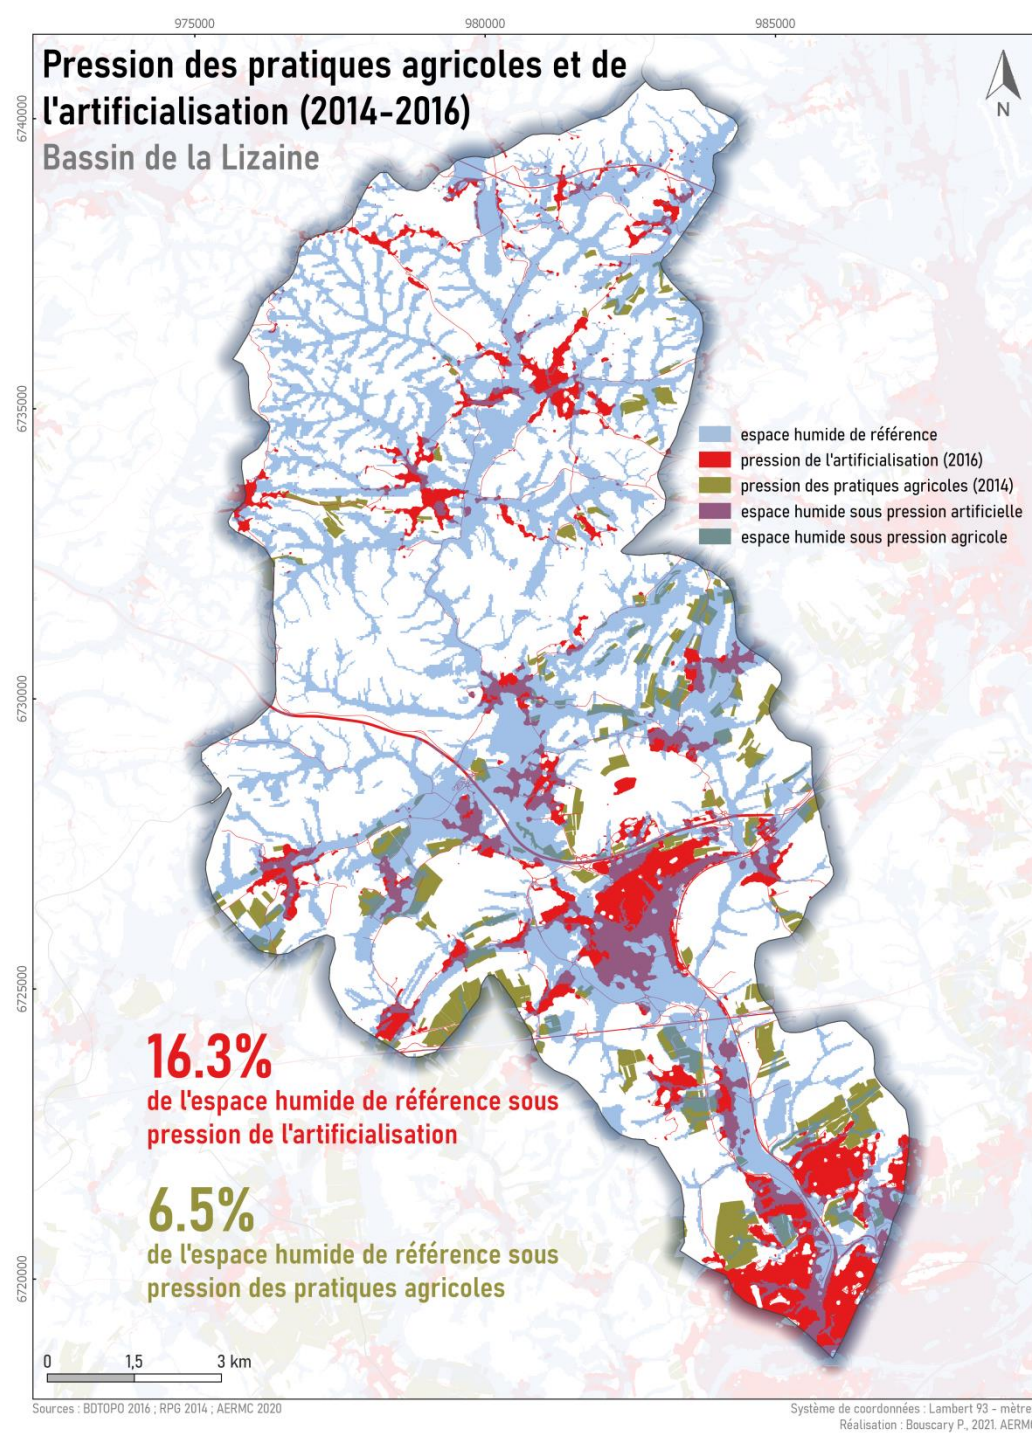 975000
980000
985000
Pression des pratiques agricoles et de
l'artificialisation (2014-2016)
Bassin de la Lizaine
N
6740000
6735000
6730000
6725000
6720000
espace humide de référence
pression de l'artificialisation (2016)
pression des pratiques agricoles (2014)
espace humide sous pression artificielle
espace humide sous pression agricole
16.3%
de l'espace humide de référence sous
pression de l'artificialisation
6.5%
de l'espace humide de référence sous
pression des pratiques agricoles
0 1,5 3 km
Sources : BDTOPO 2016 ; RPG 2014 ; AERMC 2020
Système de coordonnées : Lambert 93 - mètre
Réalisation : Bouscary P., 2021. AERMC